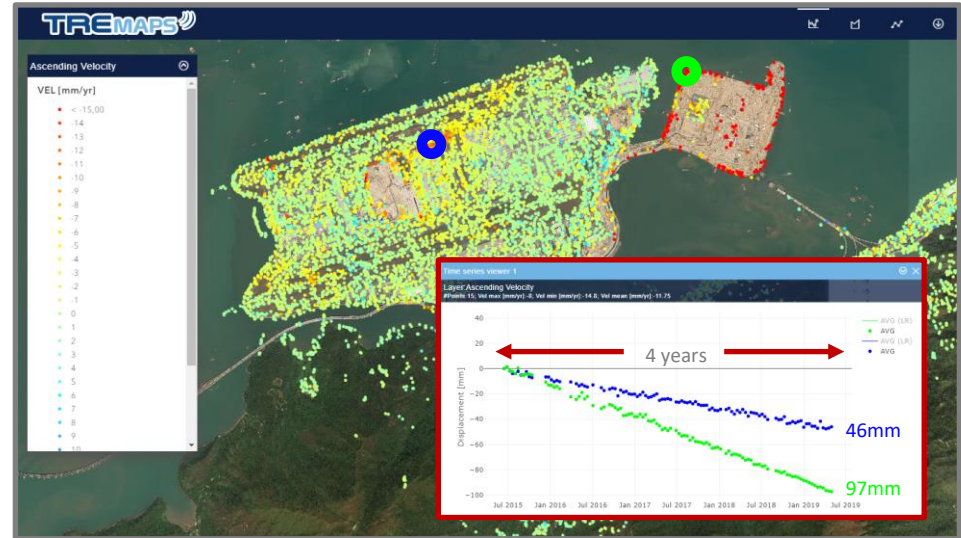 TREMAPS
Ascending Velocity
VEL [mm/yr]
< -15,00
-14
-13
-12
-11
-10
-9
-8
-7
-6
-5
-4
-3
-2
-1
0
1
2
3
4
5
6
7
8
9
10
Time series viewer 1
Layer:Ascending Velocity
#Points: 15; Vel max [mm/yr]:-8; Vel min [mm/yr]:-14.8; Vel mean [mm/yr]:-11.75
AVG (LR)
AVG
AVG (LR)
AVG
4 years
Displacement [mm]
40
20
0
-20
-40
-60
-80
-100
46mm
97mm
Jul 2015 Jan 2016 Jul 2016 Jan 2017 Jul 2017 Jan 2018 Jul 2018 Jan 2019 Jul 2019